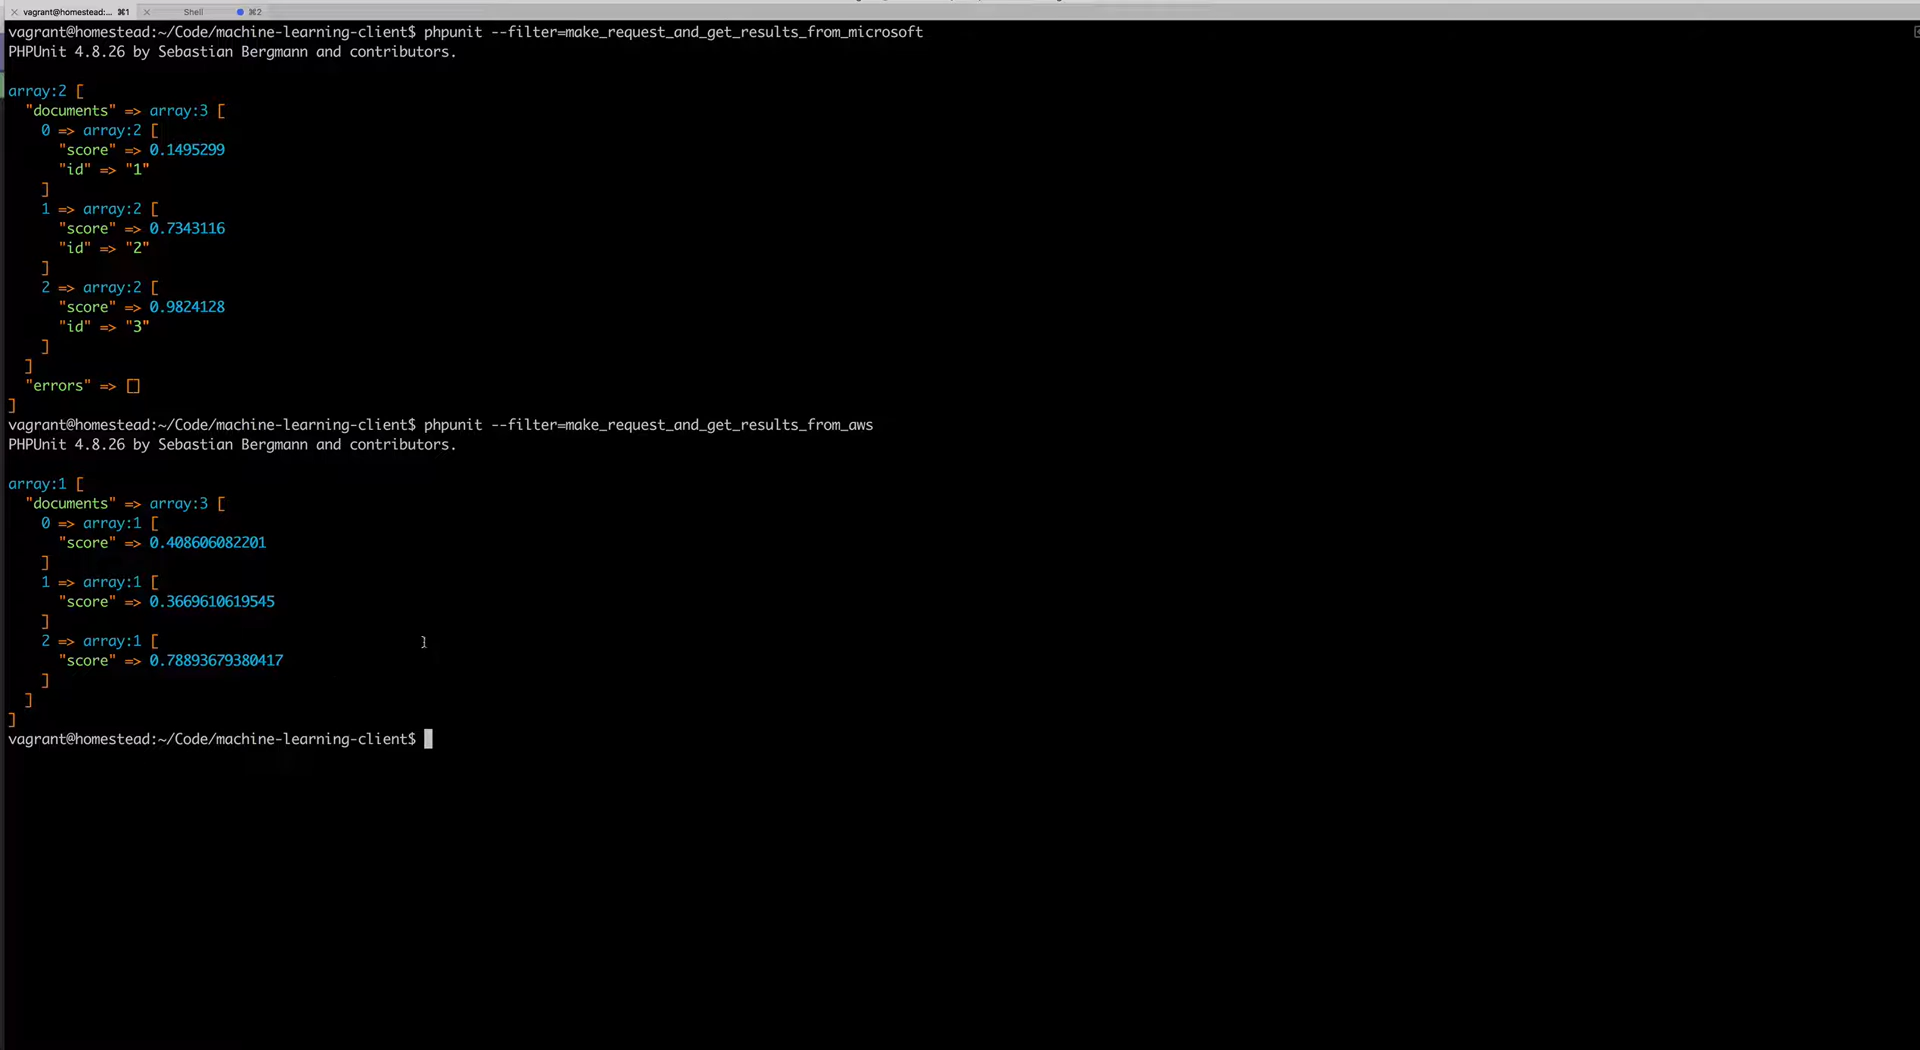 vagrant@homestead:... ⌘1 Shell ⌘2
vagrant@homestead:~/Code/machine-learning-client$ phpunit --filter=make_request_and_get_results_from_microsoft
PHPUnit 4.8.26 by Sebastian Bergmann and contributors.
array:2 [
  "documents" => array:3 [
    0 => array:2 [
      "score" => 0.1495299
      "id" => "1"
    ]
    1 => array:2 [
      "score" => 0.7343116
      "id" => "2"
    ]
    2 => array:2 [
      "score" => 0.9824128
      "id" => "3"
    ]
  ]
  "errors" => []
]
vagrant@homestead:~/Code/machine-learning-client$ phpunit --filter=make_request_and_get_results_from_aws
PHPUnit 4.8.26 by Sebastian Bergmann and contributors.
array:1 [
  "documents" => array:3 [
    0 => array:1 [
      "score" => 0.408606082201
    ]
    1 => array:1 [
      "score" => 0.3669610619545
    ]
    2 => array:1 [
      "score" => 0.78893679380417
    ]
  ]
]
vagrant@homestead:~/Code/machine-learning-client$